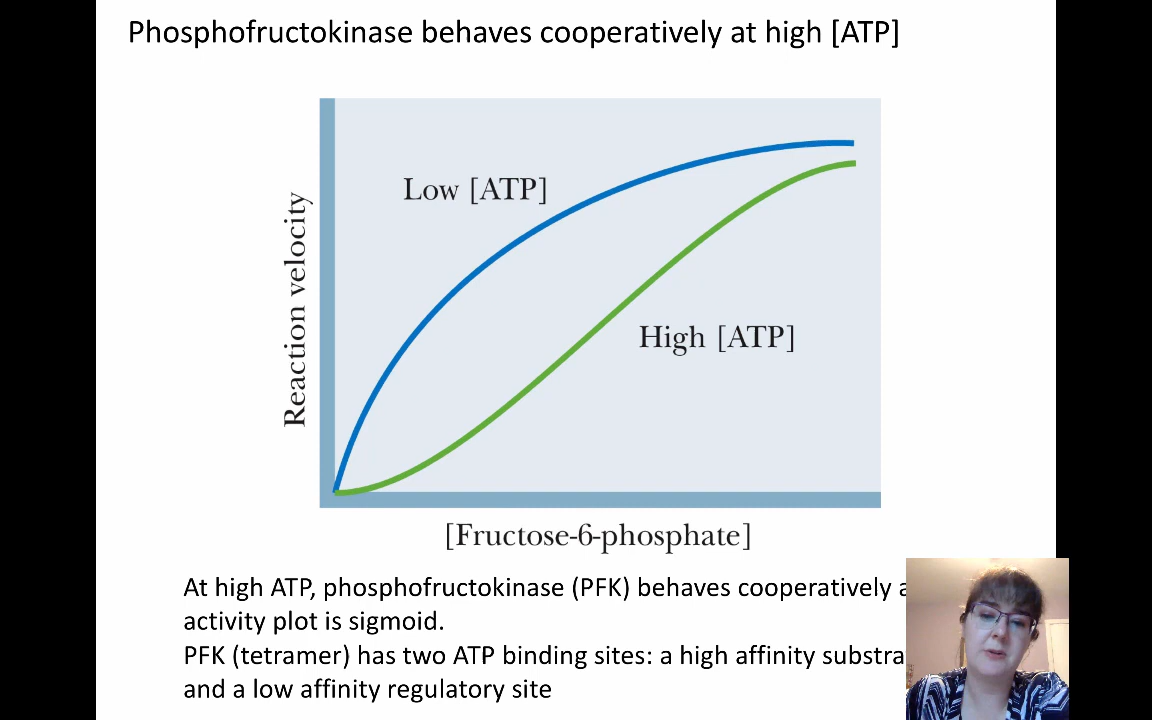 Phosphofructokinase behaves cooperatively at high [ATP]
Low [ATP]
High [ATP]
Reaction velocity
[Fructose-6-phosphate]
At high ATP, phosphofructokinase (PFK) behaves cooperatively
activity plot is sigmoid.
PFK (tetramer) has two ATP binding sites: a high affinity
and a low affinity regulatory site